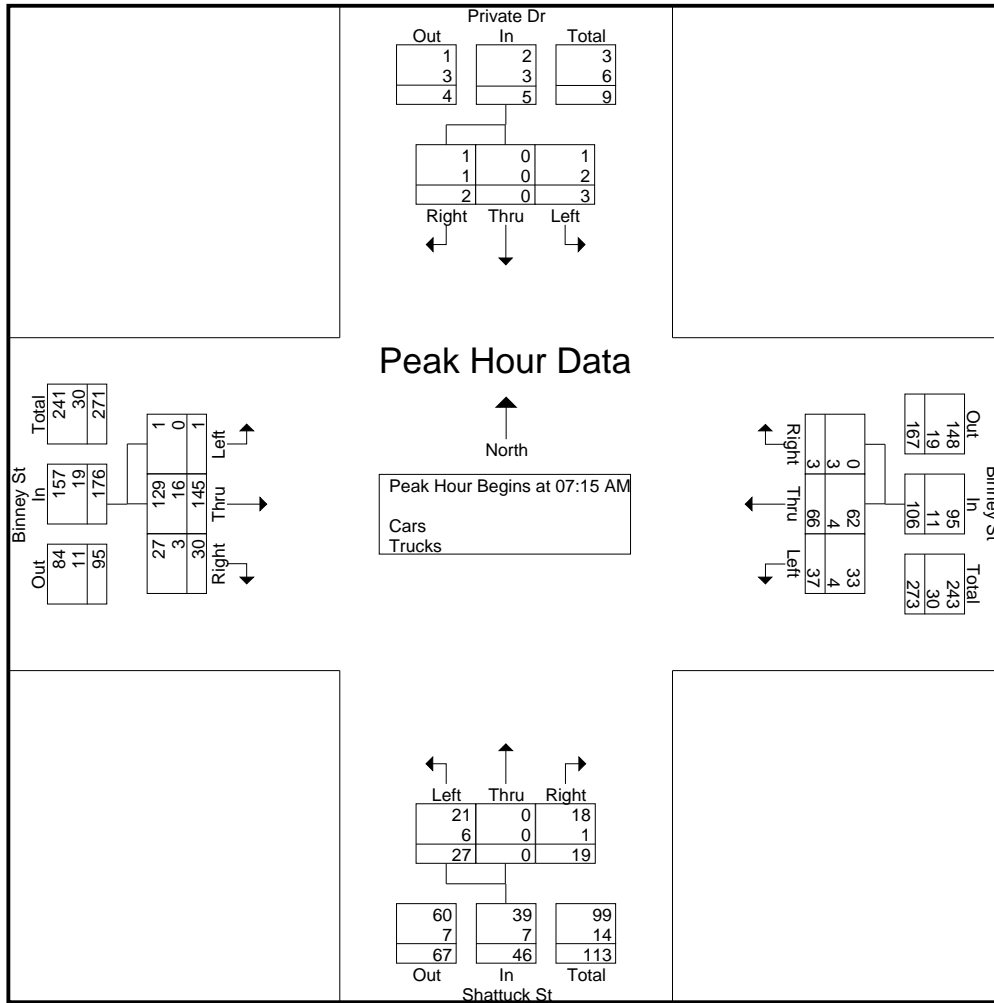 Private Dr
Out In Total
1 2 3
3 3 6
4 5 9
1 0 1
1 0 2
2 0 3
Right Thru Left
Peak Hour Data
North
Peak Hour Begins at 07:15 AM
Cars
Trucks
Binney St
Out In Total
84 157 241
11 19 30
95 176 271
27 129 1
3 16 0
30 145 1
Right Thru Left
Binney St
Out In Total
148 95 243
19 11 30
167 106 273
0 62 33
3 4 4
3 66 37
Right Thru Left
Left Thru Right
21 0 18
6 0 1
27 0 19
60 39 99
7 7 14
67 46 113
Out In Total
Shattuck St